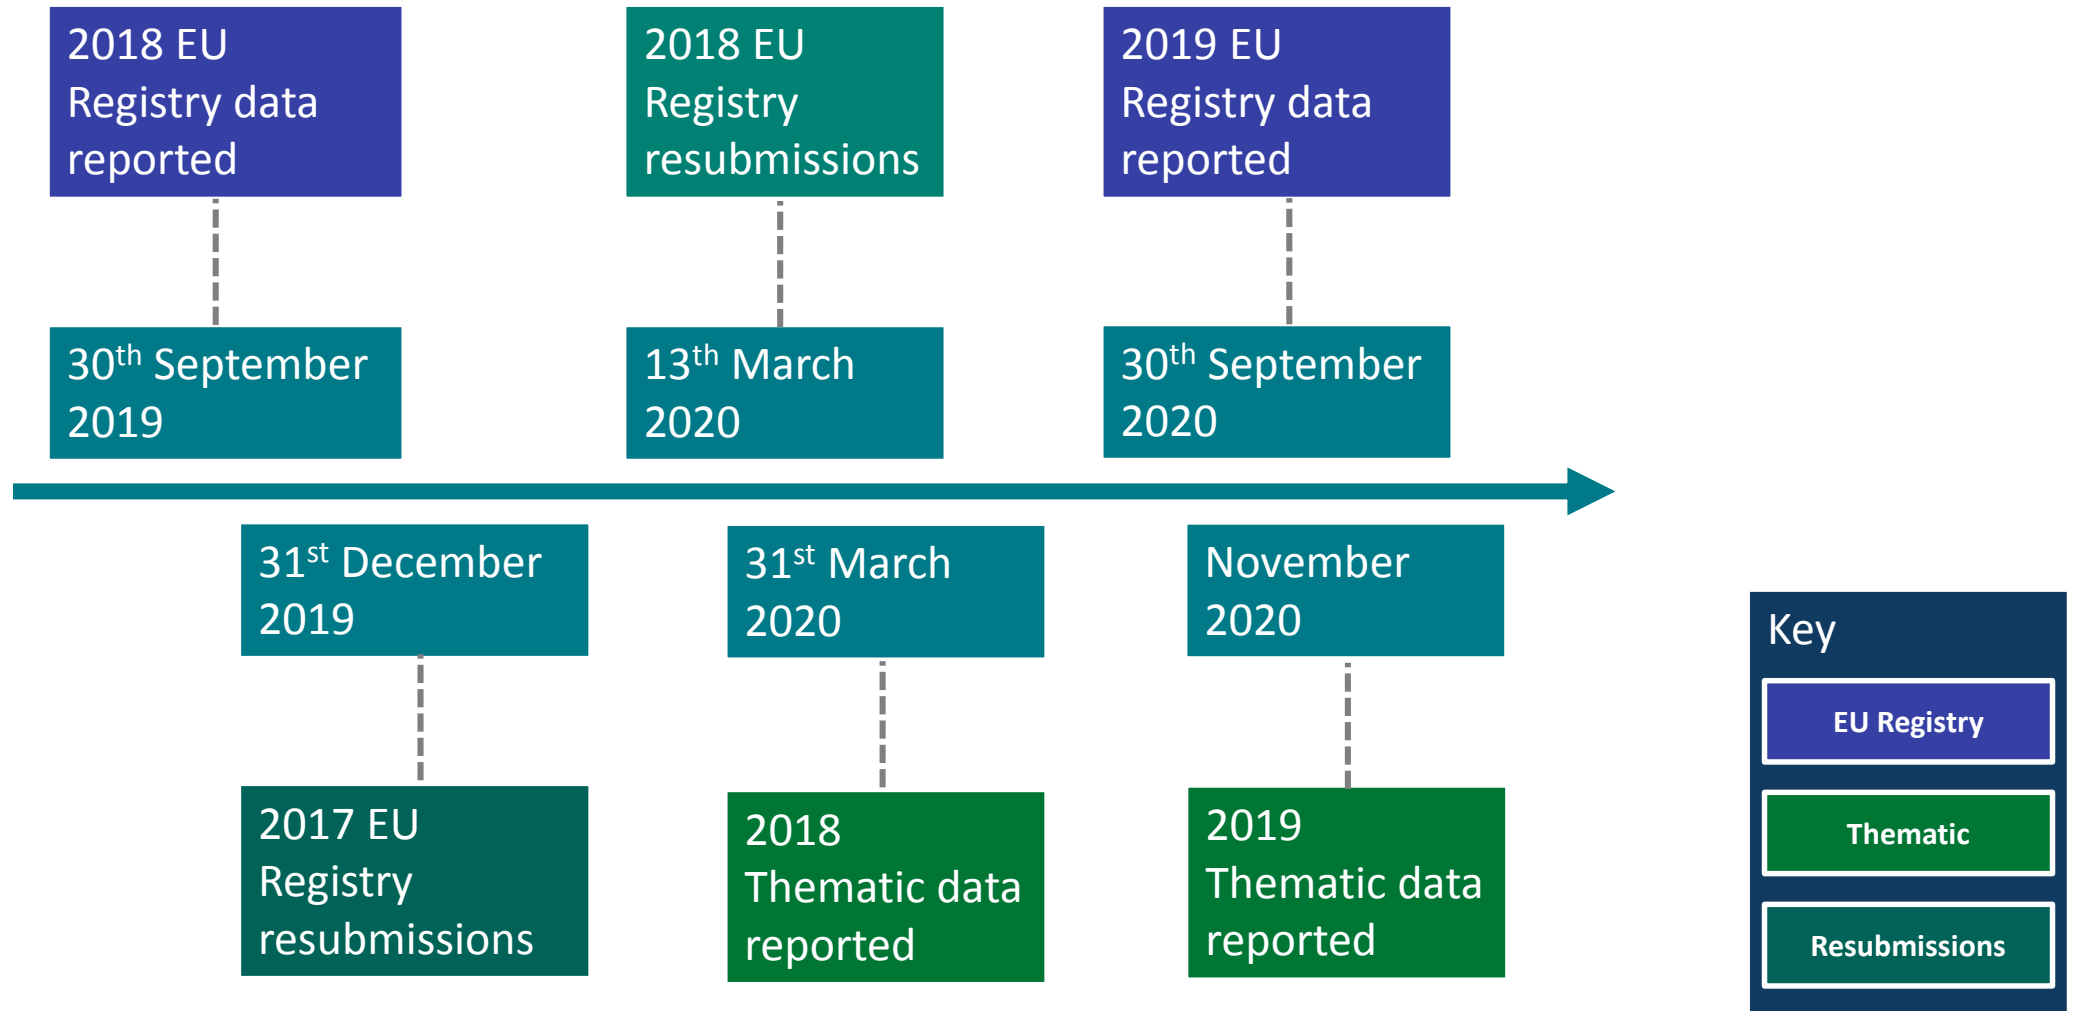 2018 EU
Registry data
reported
2018 EU
Registry
resubmissions
2019 EU
Registry data
reported
30th September
2019
13th March
2020
30th September
2020
31st December
2019
31st March
2020
November
2020
2017 EU
Registry
resubmissions
2018
Thematic data
reported
2019
Thematic data
reported
Key
EU Registry
Thematic
Resubmissions